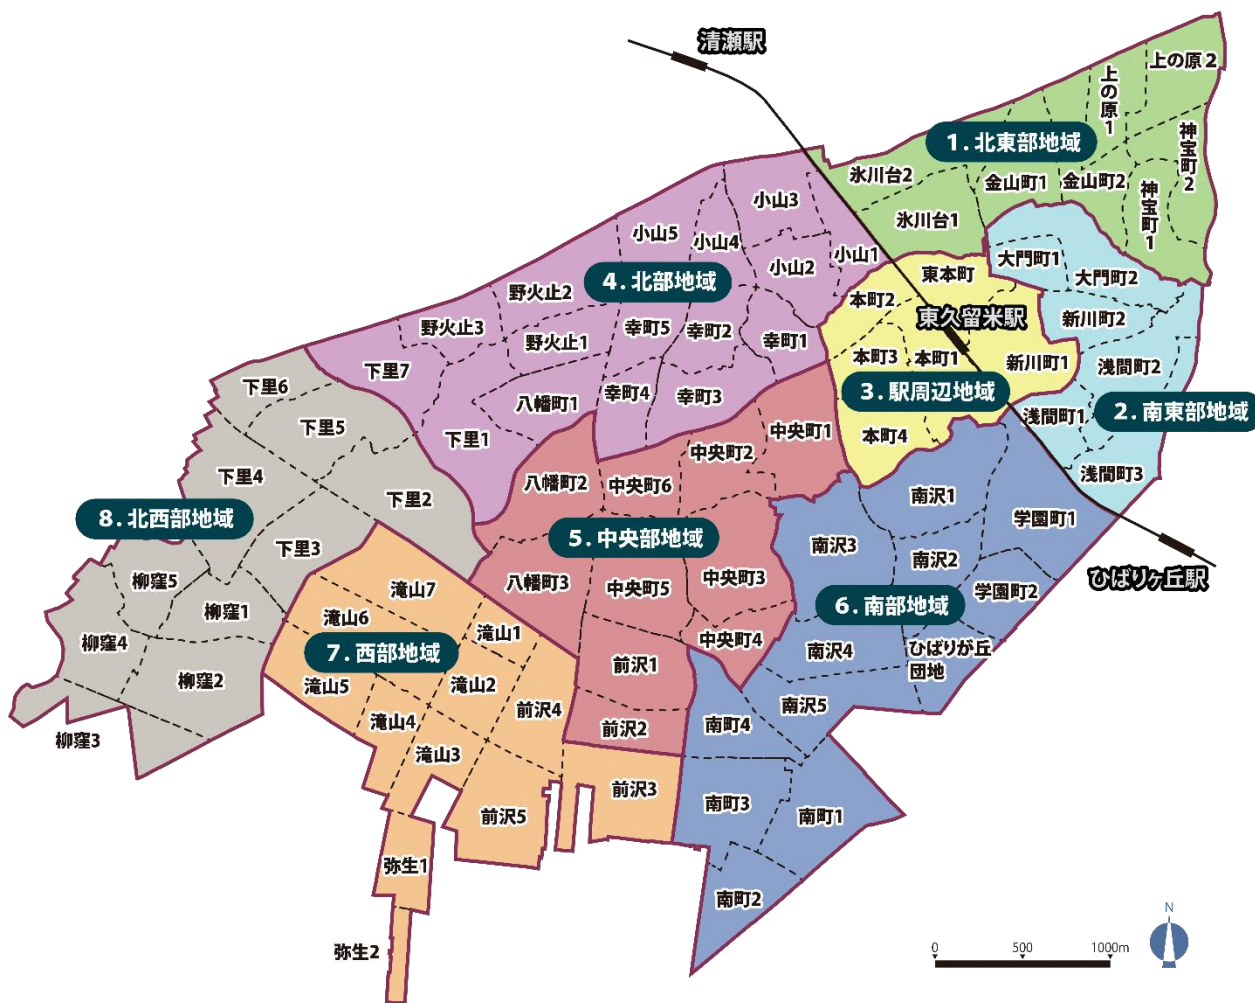 清瀬駅
上の原2
上の原1
1.北東部地域
神宝町2
氷川台2
金山町1
金山町2
神宝町1
氷川台1
小山3
小山5
小山4
小山2
小山1
大門町1
大門町2
東本町
4.北部地域
野火止2
本町2
東久留米駅
新川町2
野火止3
野火止1
幸町5
幸町2
幸町1
本町3
本町1
新川町1
浅間町2
下里7
下里6
八幡町1
幸町4
幸町3
3.駅周辺地域
2.南東部地域
浅間町1
下里5
下里1
中央町1
本町4
中央町2
浅間町3
下里4
八幡町2
中央町6
下里2
南沢1
学園町1
8.北西部地域
5.中央部地域
南沢3
下里3
南沢2
ひばりヶ丘駅
柳窪5
八幡町3
中央町5
中央町3
学園町2
滝山7
柳窪1
滝山6
滝山1
6.南部地域
柳窪4
7.西部地域
中央町4
南沢4
ひばりが丘
団地
前沢1
柳窪2
滝山5
滝山2
南沢5
前沢4
滝山4
前沢2
南町4
柳窪3
滝山3
前沢3
南町3
前沢5
南町1
弥生1
南町2
弥生2
N
0 500 1000m